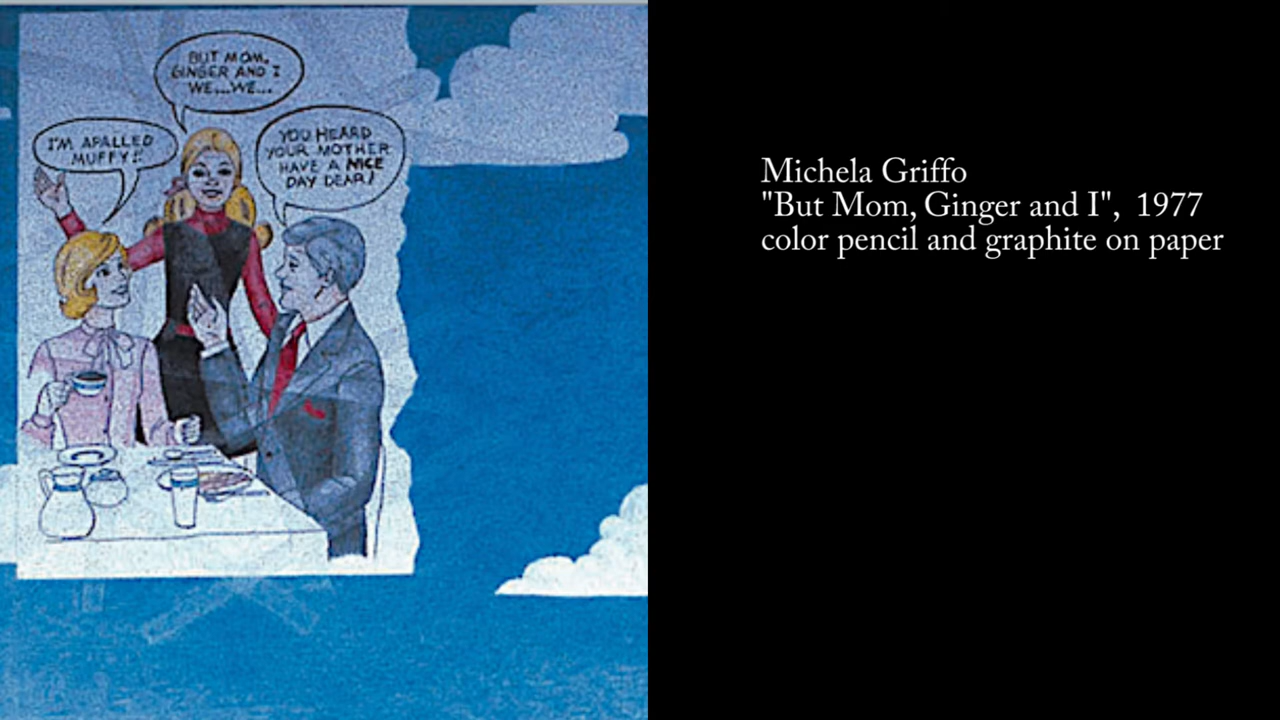 BUT MOM,
GINGER AND I
WE...WE...
I'M APALLED
MUFFY!!
YOU HEARD
YOUR MOTHER
HAVE A NICE
DAY DEAR!
Michela Griffo
"But Mom, Ginger and I", 1977
color pencil and graphite on paper